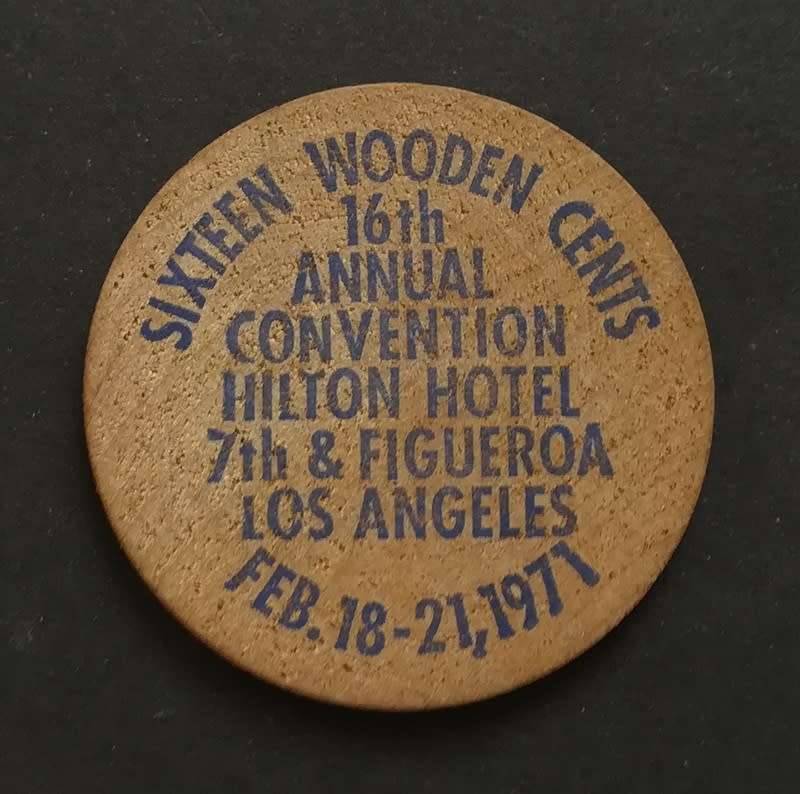 SIXTEEN WOODEN CENTS
16th
ANNUAL
CONVENTION
HILTON HOTEL
7th & FIGUEROA
LOS ANGELES
FEB. 18-21, 1971